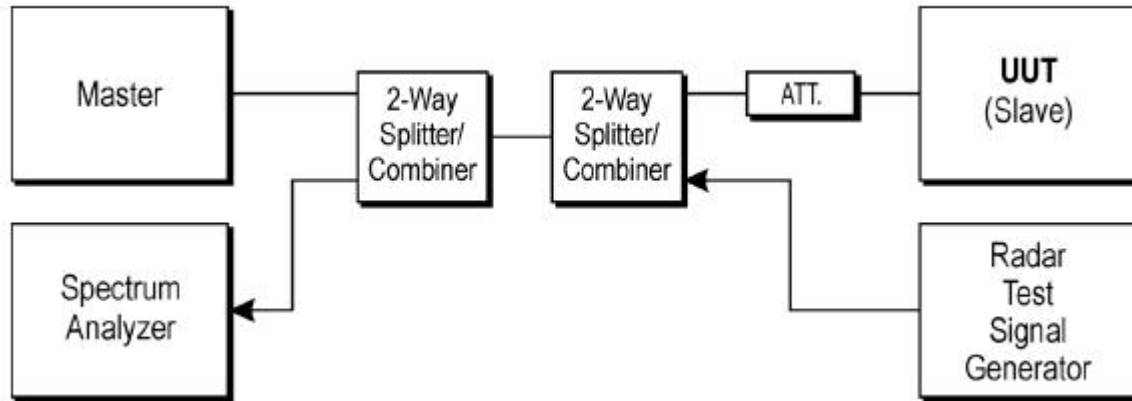 Master
2-Way
Splitter/
Combiner
2-Way
Splitter/
Combiner
ATT.
UUT
(Slave)
Spectrum
Analyzer
Radar
Test
Signal
Generator